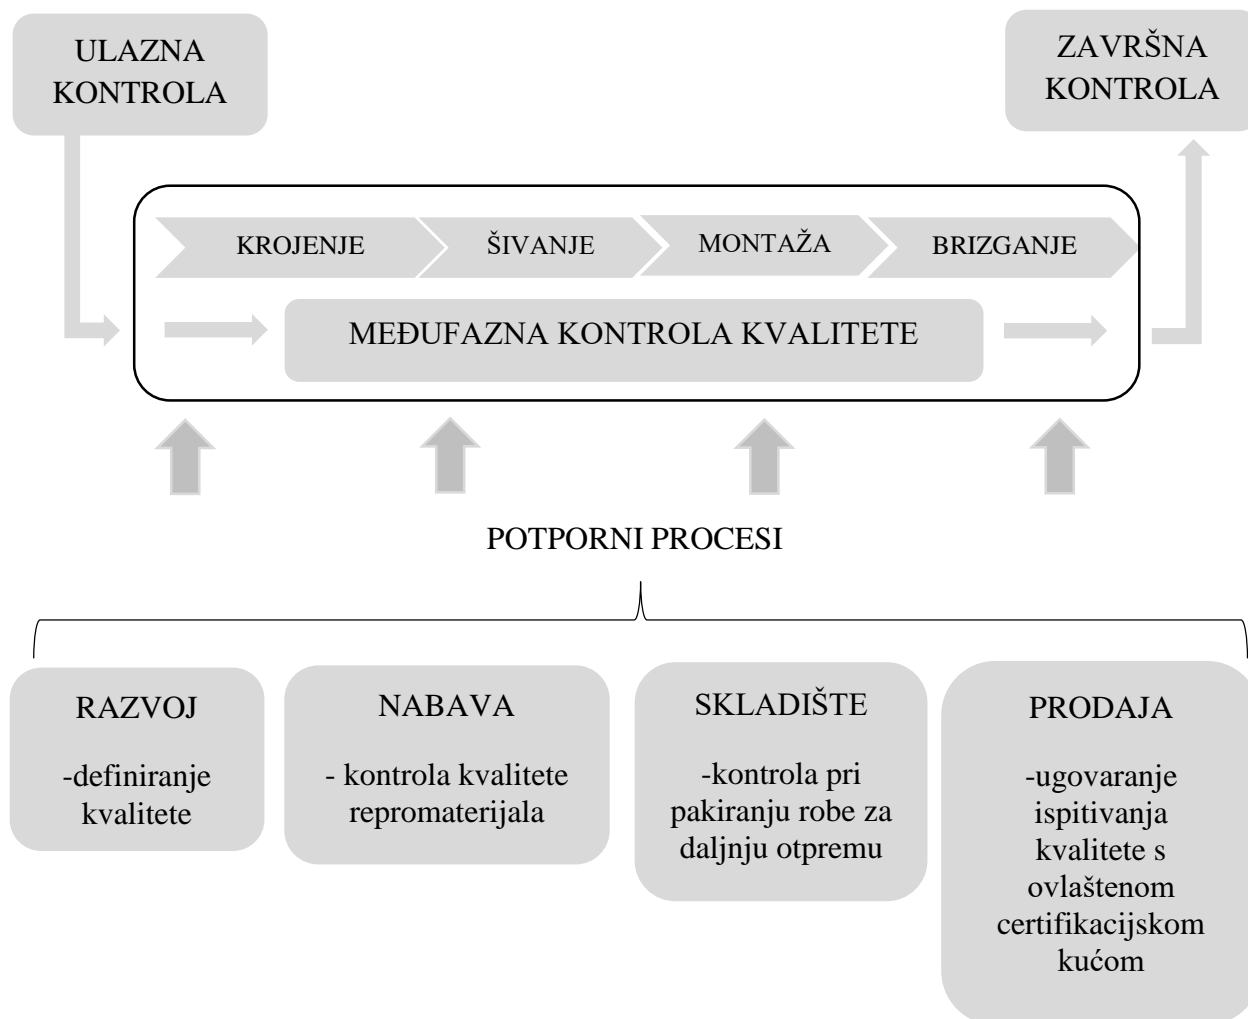 ULAZNA
KONTROLA
ZAVRŠNA
KONTROLA
KROJENJE
ŠIVANJE
MONTAŽA
BRIZGANJE
MEĐUFAZNA KONTROLA KVALITETE
POTPORNI PROCESI
RAZVOJ
-definiranje
kvalitete
NABAVA
- kontrola kvalitete
repromaterijala
SKLADIŠTE
-kontrola pri
pakiranju robe za
daljnju otpremu
PRODAJA
-ugovaranje
ispitivanja
kvalitete s
ovlaštenom
certifikacijskom
kućom